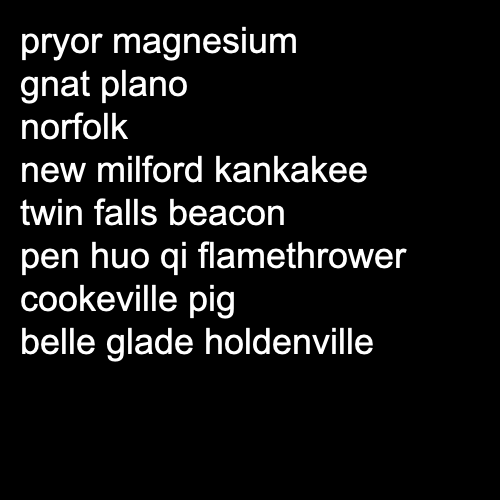 pryor magnesium
gnat plano
norfolk
new milford kankakee
twin falls beacon
pen huo qi flamethrower
cookeville pig
belle glade holdenville